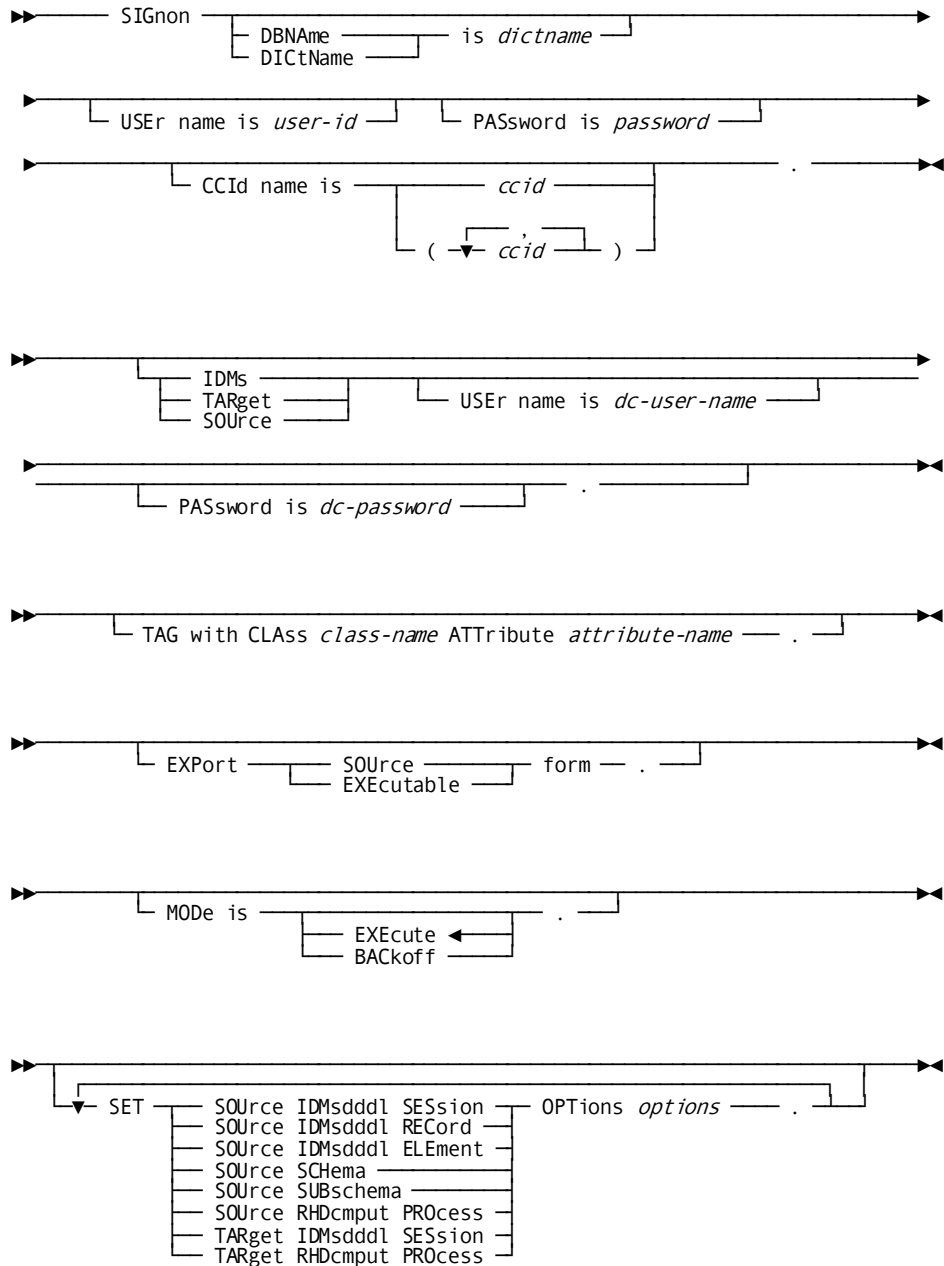 SIGnon
DBNAme is dictname
DICtName
USEr name is user-id PASsword is password
CCId name is ccid .
,
( ccid )
IDMs
TARget USEr name is dc-user-name
SOUrce
PASsword is dc-password .
TAG with CLAss class-name ATTribute attribute-name .
EXPort SOUrce form .
EXEcutable
MODe is .
EXEcute
BACkoff
SET SOUrce IDMsdddl SESsion OPTions options .
SOUrce IDMsdddl RECord
SOUrce IDMsdddl ELEment
SOUrce SCHema
SOUrce SUBschema
SOUrce RHDcmput PROcess
TARget IDMsdddl SESsion
TARget RHDcmput PROcess